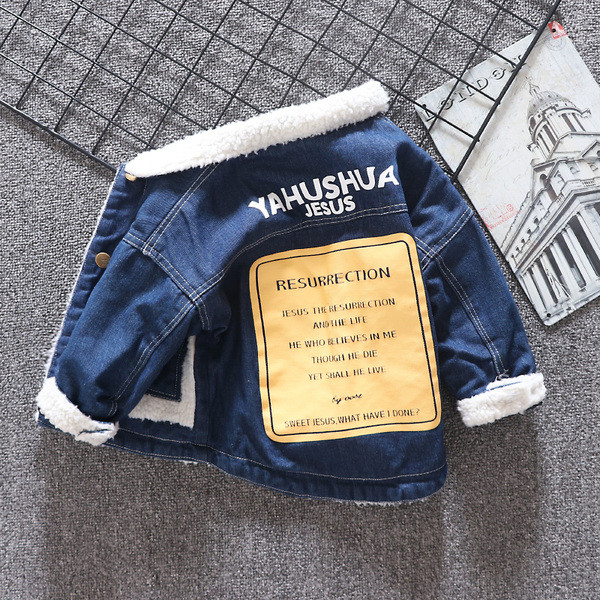 LONDON
YAHUSHUA
JESUS
RESURRECTION
JESUS THE RESURRECTION
AND THE LIFE
HE WHO BELIEVES IN ME
THOUGH HE DIE
YET SHALL HE LIVE
SWEET JESUS,WHAT HAVE I DONE?